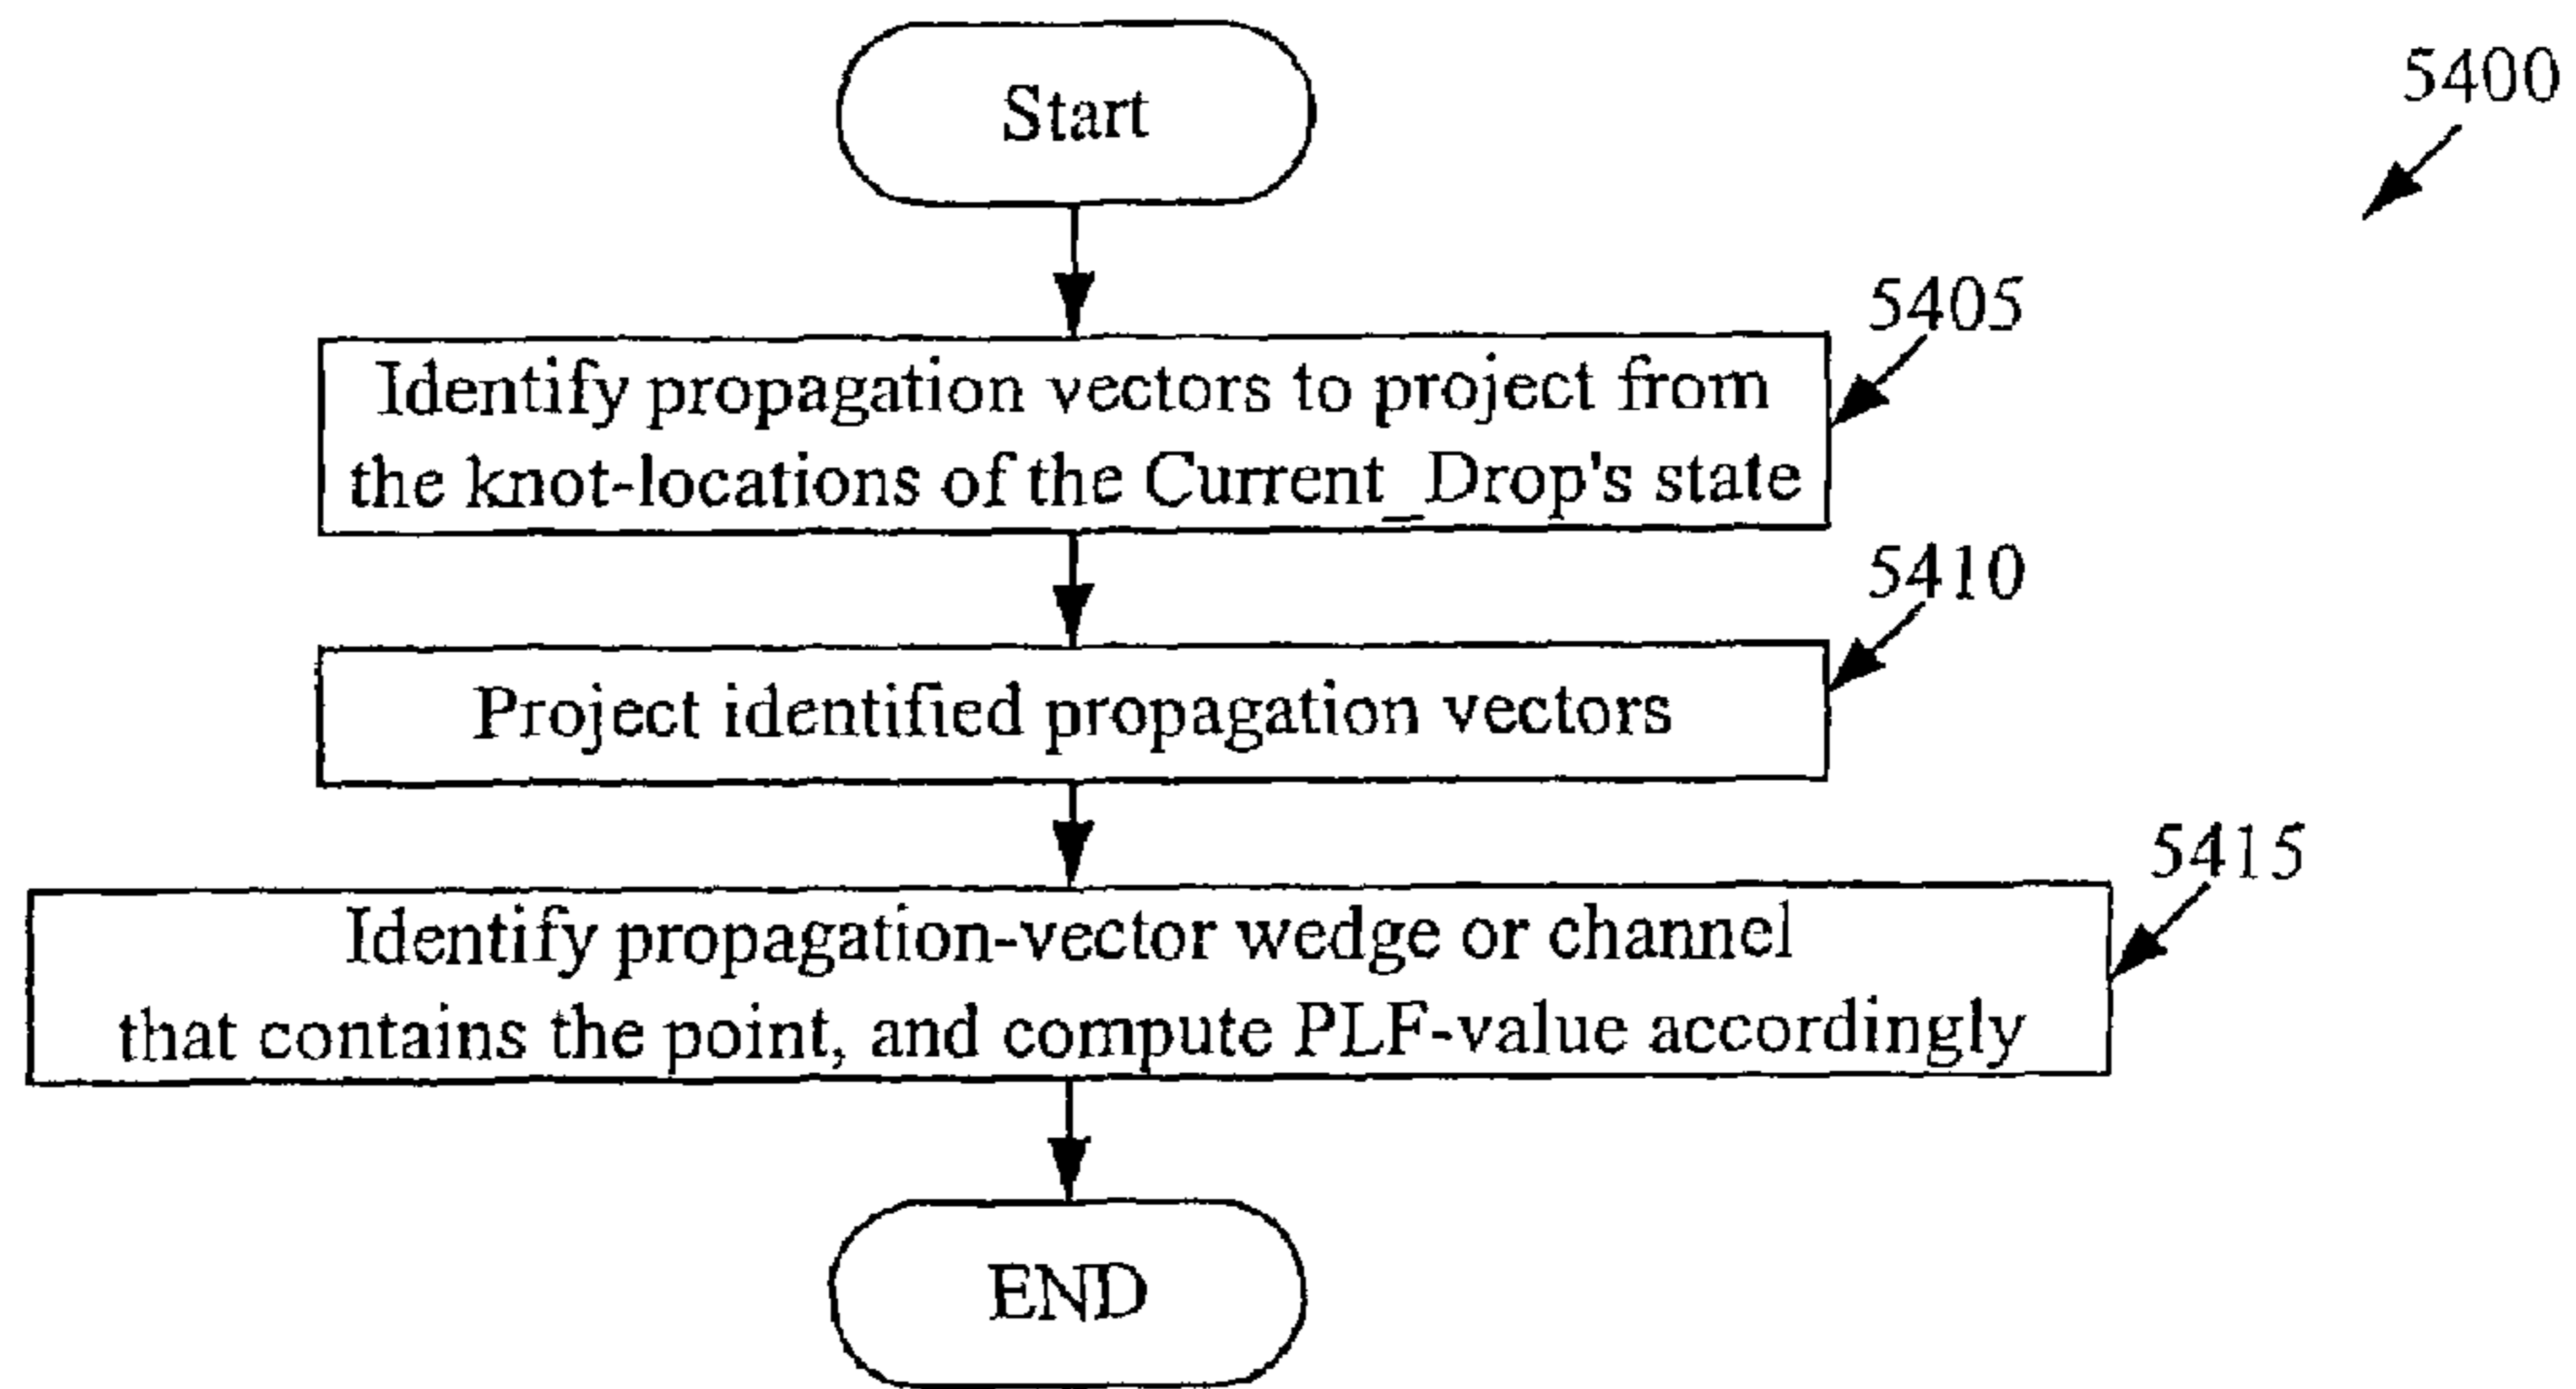 Start
5400
5405
Identify propagation vectors to project from
the knot-locations of the Current_Drop's state
5410
Project identified propagation vectors
5415
Identify propagation-vector wedge or channel
that contains the point, and compute PLF-value accordingly
END